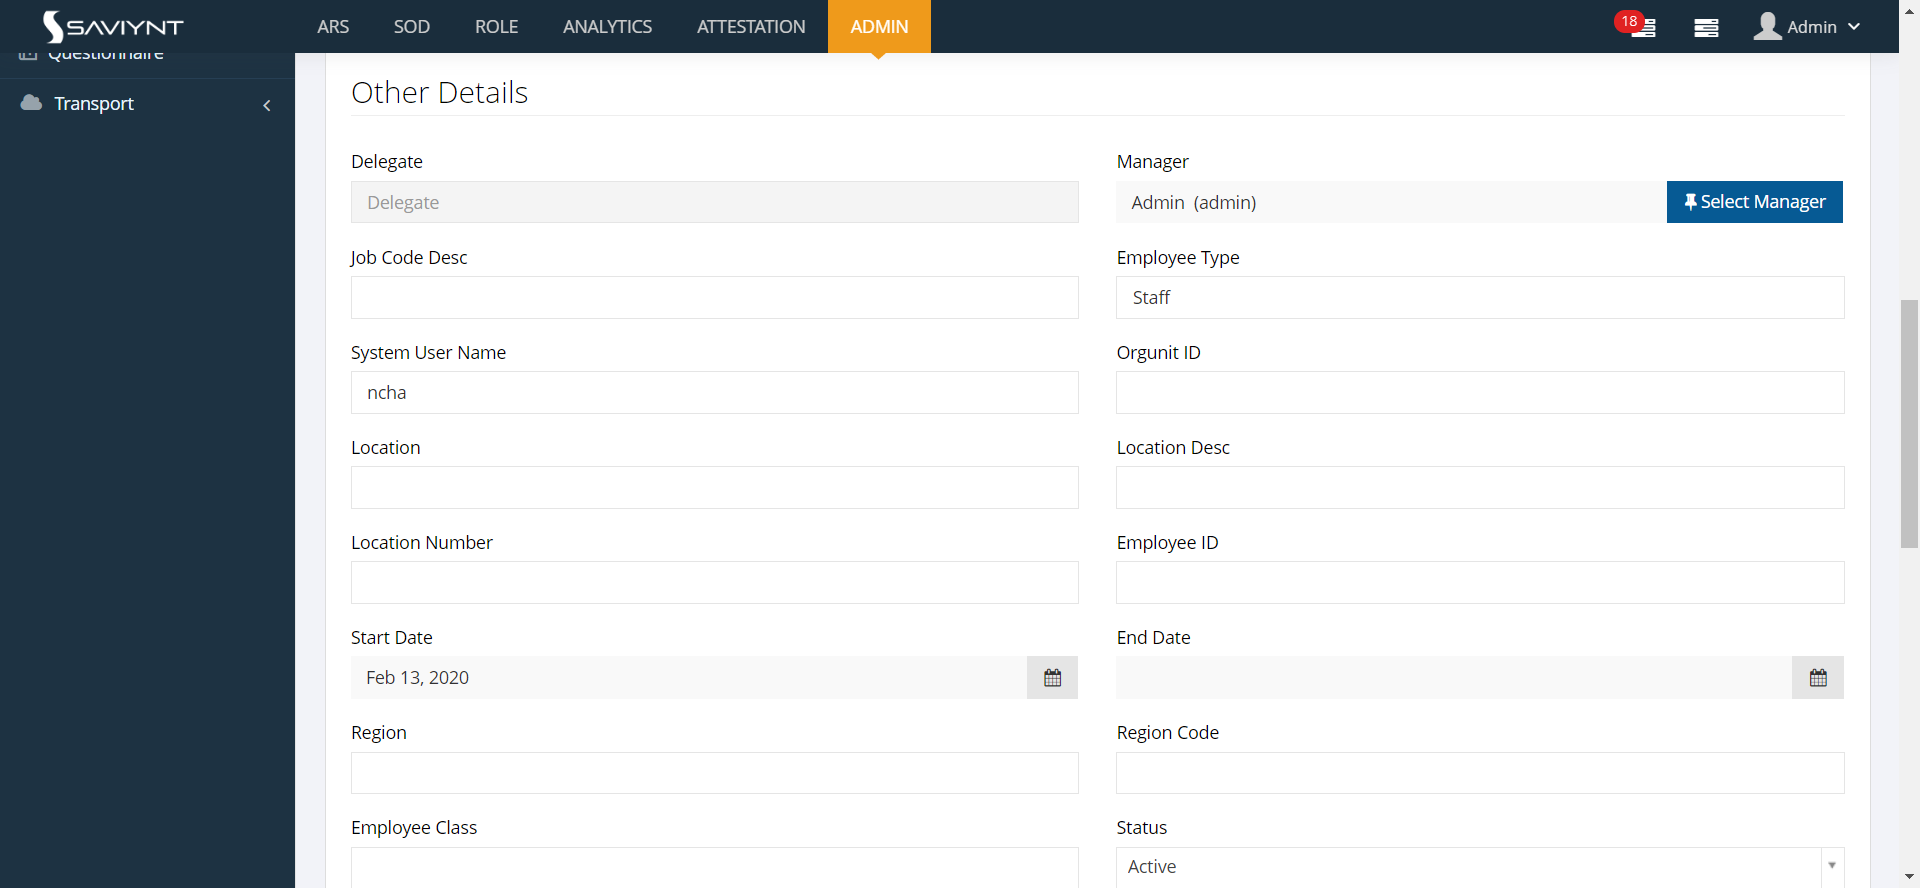 SAVIYNT
ARS SOD ROLE ANALYTICS ATTESTATION ADMIN 18 Admin
Questionnaire
Transport
Other Details
Delegate Manager
Delegate Admin (admin) Select Manager
Job Code Desc Employee Type
Staff
System User Name Orgunit ID
ncha
Location Location Desc
Location Number Employee ID
Start Date End Date
Feb 13, 2020
Region Region Code
Employee Class Status
Active